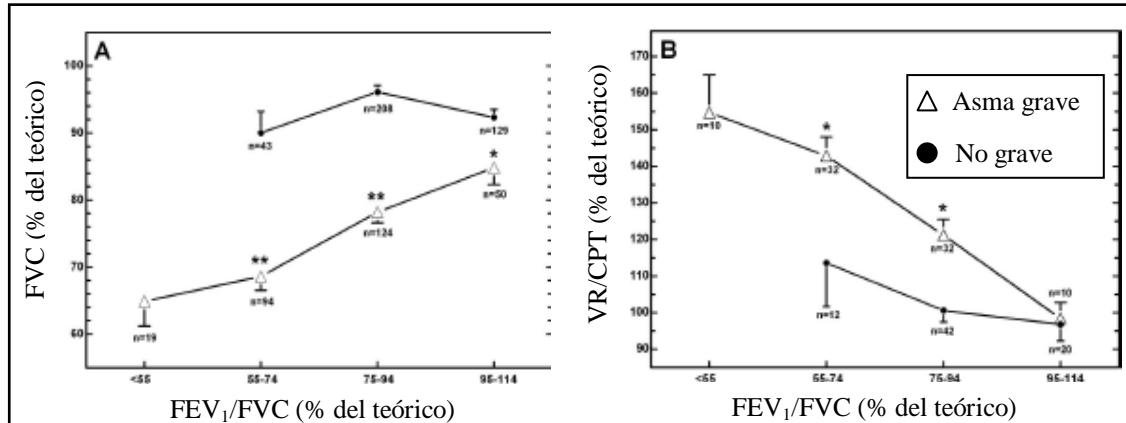 A
FVC (% del teórico)
100
90
80
70
60
n=43
n=208
n=129
*
**
**
n=50
n=124
n=94
n=19
<55
55-74
75-94
95-114
FEV₁/FVC (% del teórico)
B
VR/CPT (% del teórico)
170
160
150
140
130
120
110
100
90
Asma grave
No grave
n=10
*
n=32
*
n=32
n=10
n=12
n=42
n=20
<55
55-74
75-94
95-114
FEV₁/FVC (% del teórico)